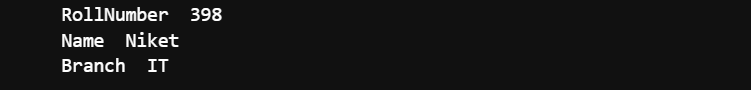 RollNumber  398
Name  Niket
Branch  IT